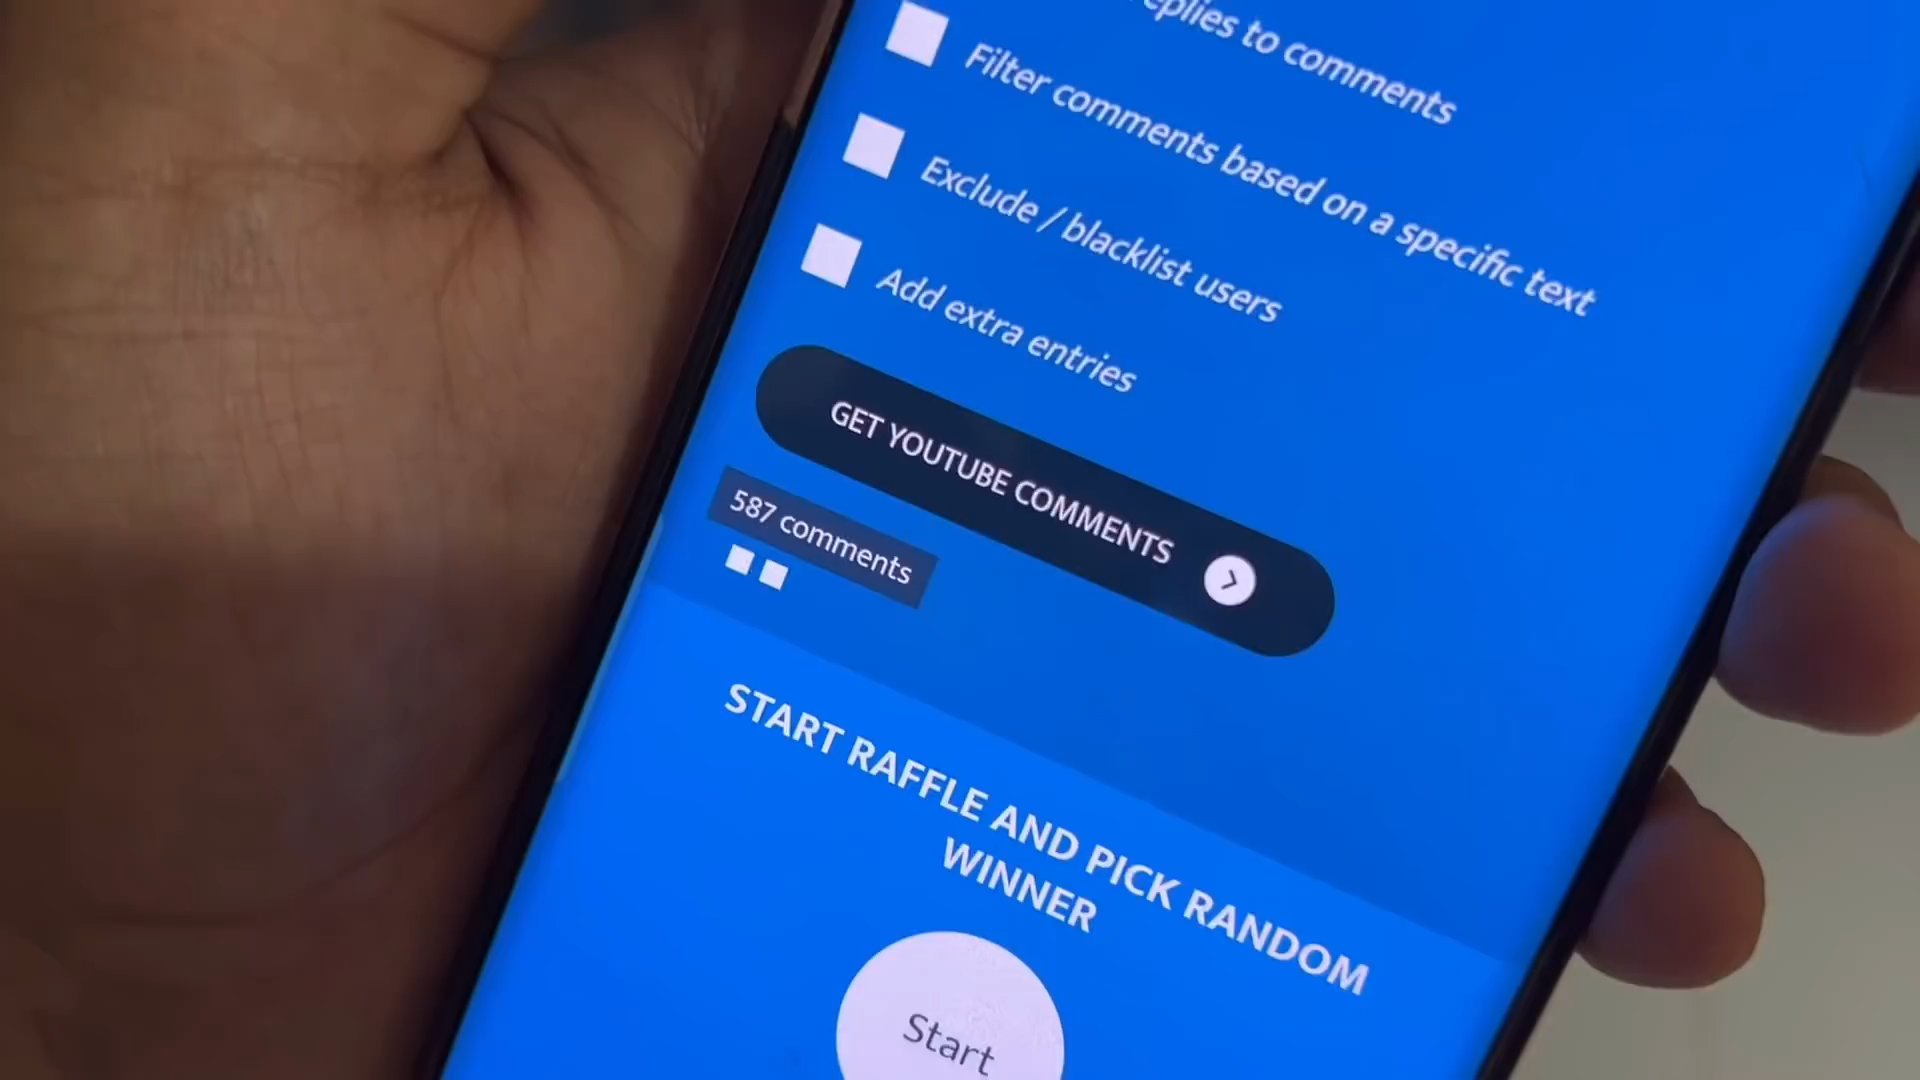 replies to comments
Filter comments based on a specific text
Exclude / blacklist users
Add extra entries
GET YOUTUBE COMMENTS
587 comments
START RAFFLE AND PICK RANDOM
WINNER
Start